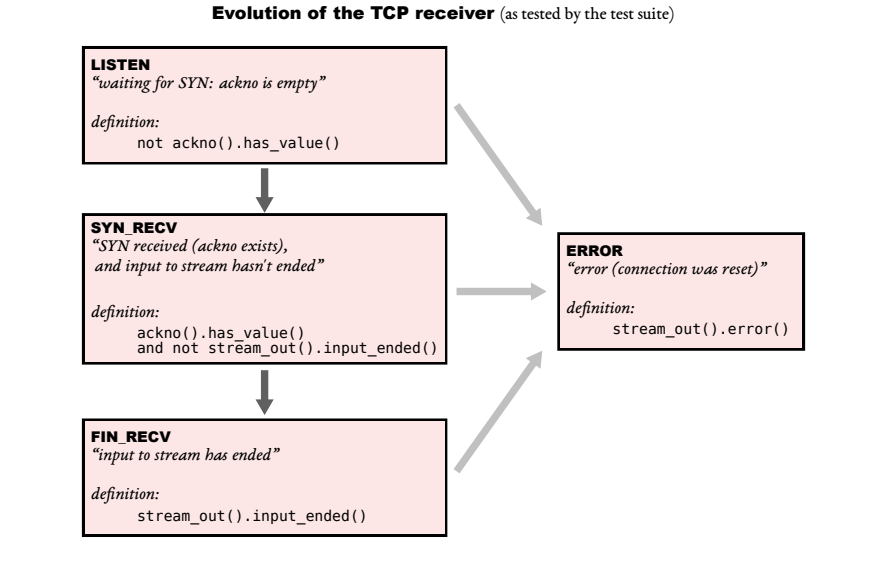 Evolution of the TCP receiver (as tested by the test suite)
LISTEN
“waiting for SYN: ackno is empty”
definition:
not ackno().has_value()
SYN_RECV
“SYN received (ackno exists),
and input to stream hasn't ended”
definition:
ackno().has_value()
and not stream_out().input_ended()
FIN_RECV
“input to stream has ended”
definition:
stream_out().input_ended()
ERROR
“error (connection was reset)”
definition:
stream_out().error()